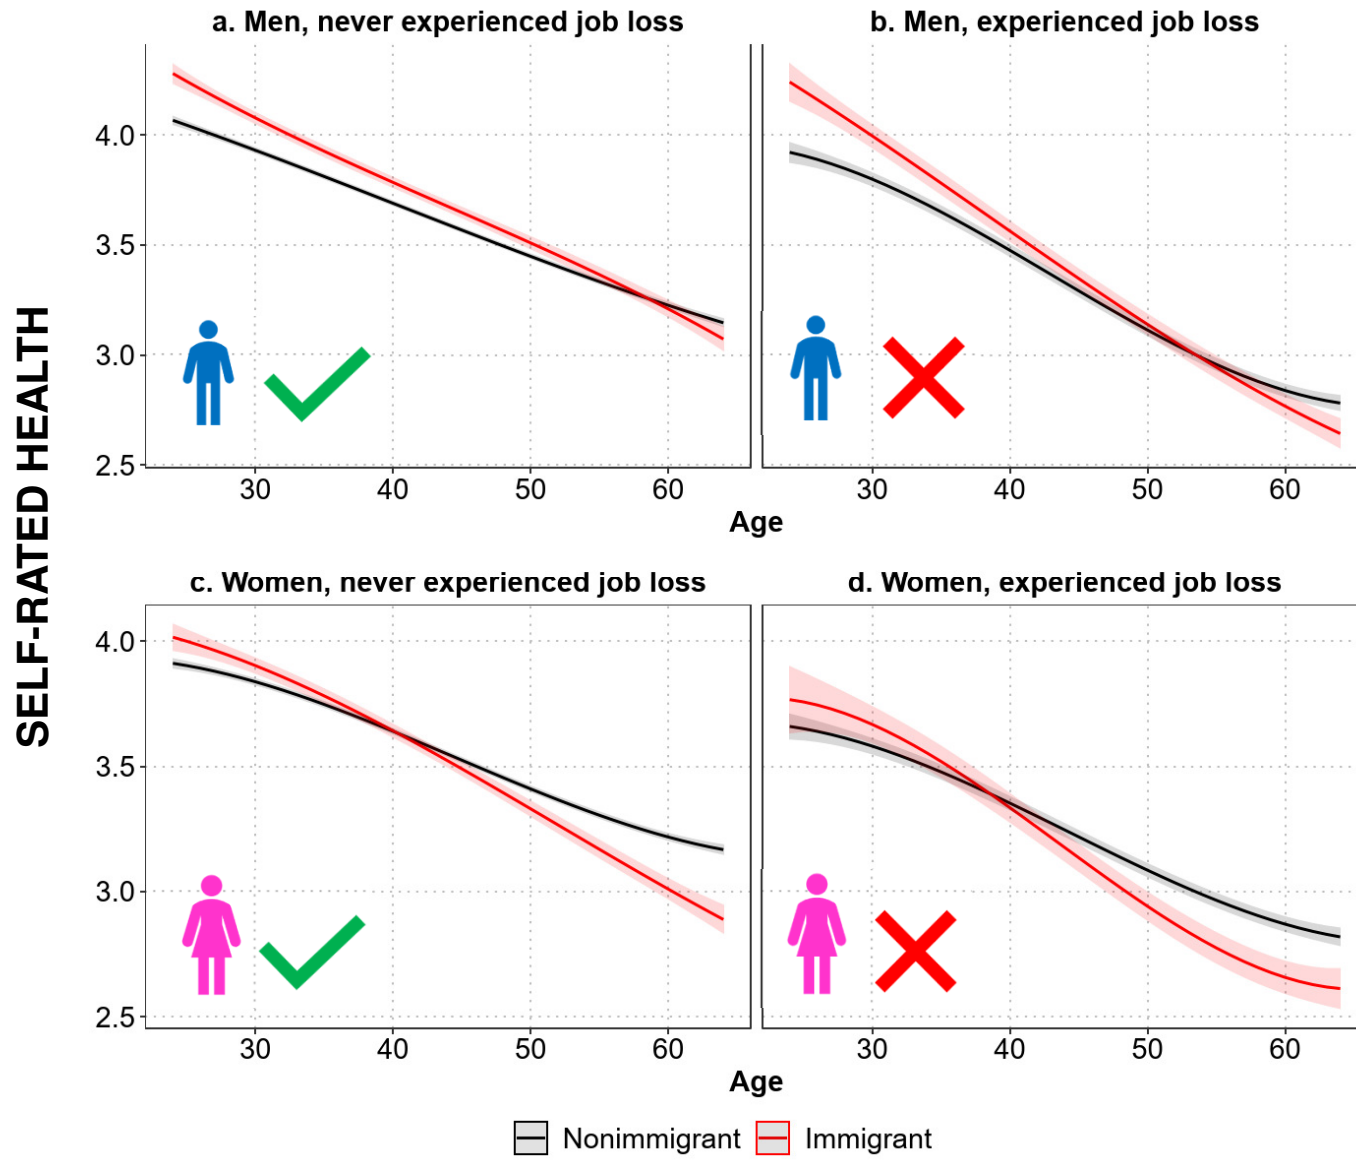 a. Men, never experienced job loss
b. Men, experienced job loss
SELF-RATED HEALTH
4.0
3.5
3.0
2.5
30 40 50 60
30 40 50 60
Age
c. Women, never experienced job loss
d. Women, experienced job loss
4.0
3.5
3.0
2.5
30 40 50 60
30 40 50 60
Age
Nonimmigrant Immigrant